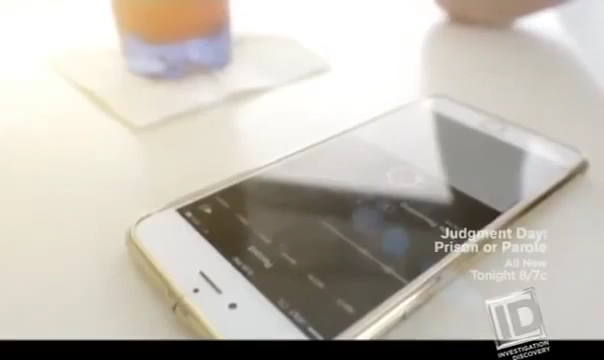 Judgment Day:
Prison or Parole
All New
Tonight 8/7c
ID
INVESTIGATION
DISCOVERY